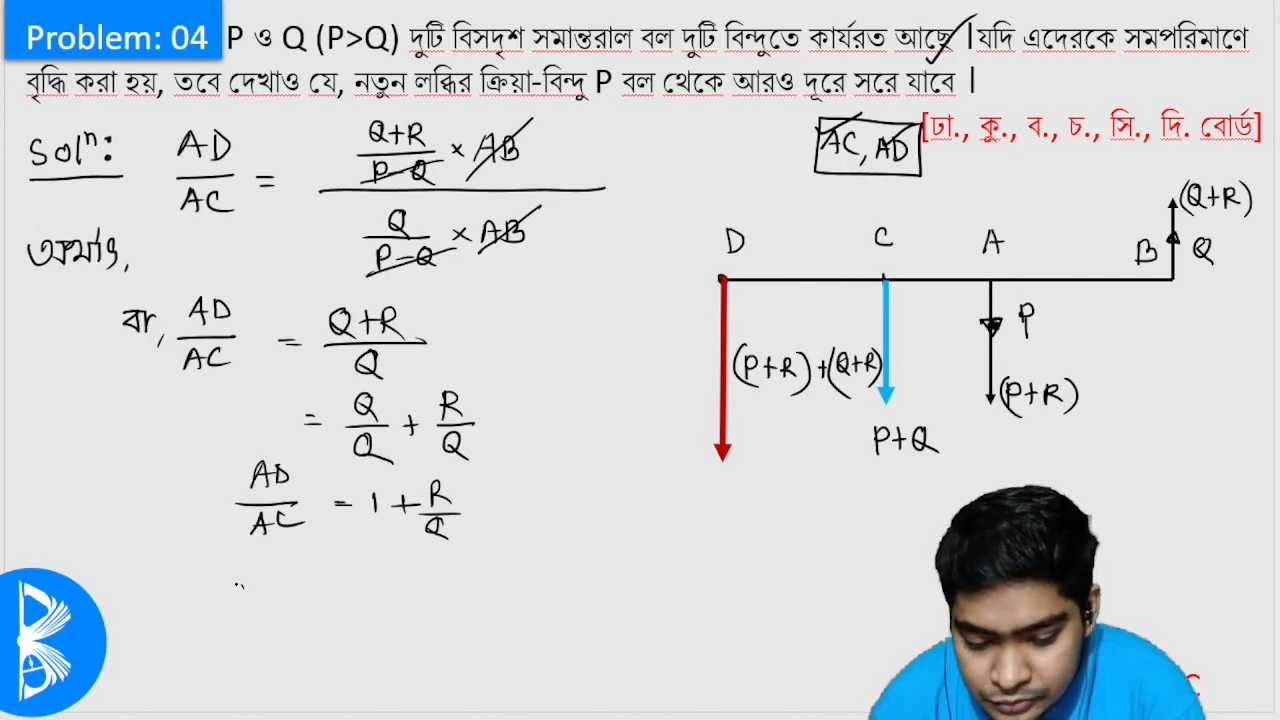 Problem: 04 P ও Q (P>Q) দুটি বিসদৃশ সমান্তরাল বল দুটি বিন্দুতে কার্যরত আছে। যদি এদেরকে সমপরিমাণে
বৃদ্ধি করা হয়, তবে দেখাও যে, নতুন লব্ধির ক্রিয়া-বিন্দু P বল থেকে আরও দূরে সরে যাবে।
[ঢা., কু., ব., চ., সি., দি. বোর্ড]
Solⁿ: AD/AC = (Q+R)/(P-Q) × AB / Q/(P-Q) × AB
AC, AD
(Q+R)
D C A B Q
অর্থাৎ,
বা, AD/AC = (Q+R)/Q
P
(P+R)+(Q+R)
(P+R)
= Q/Q + R/Q
P+Q
AD/AC = 1 + R/Q
∴
C